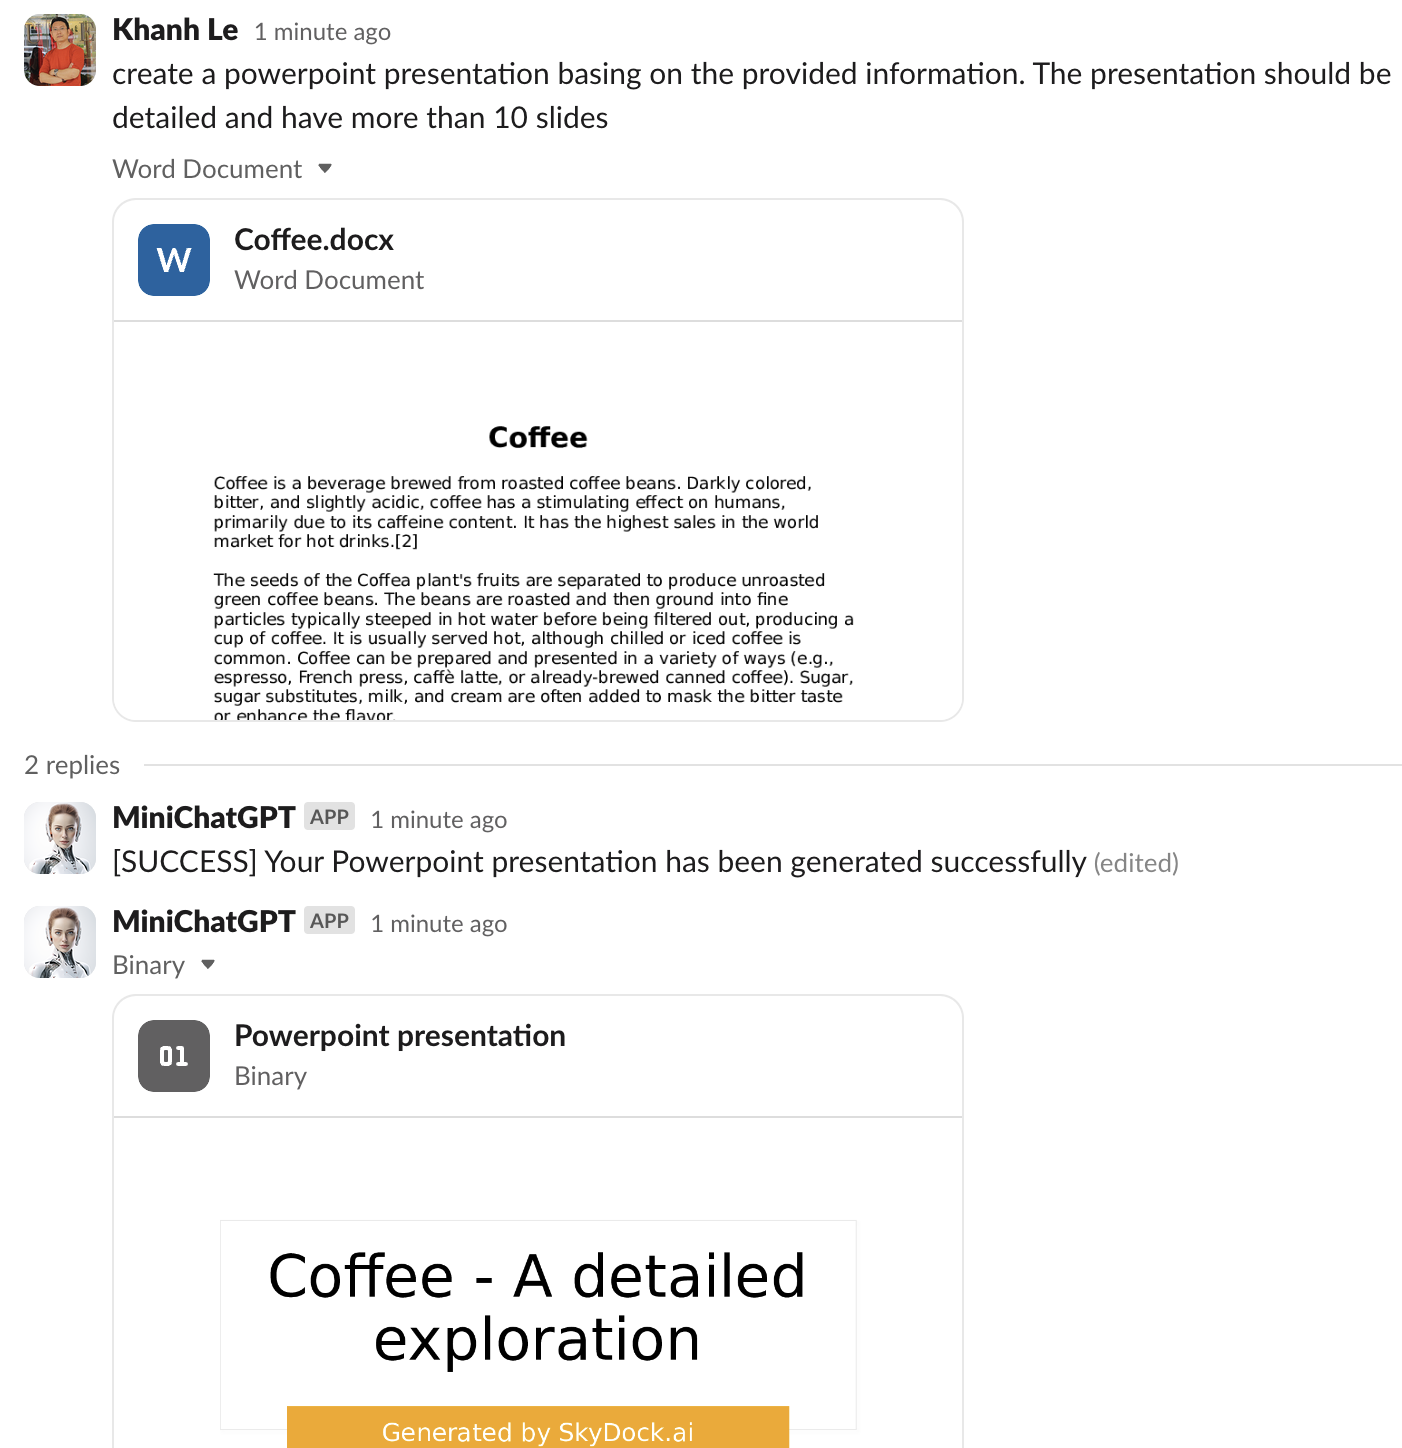 Khanh Le 1 minute ago
create a powerpoint presentation basing on the provided information. The presentation should be
detailed and have more than 10 slides
Word Document
W
Coffee.docx
Word Document
Coffee
Coffee is a beverage brewed from roasted coffee beans. Darkly colored,
bitter, and slightly acidic, coffee has a stimulating effect on humans,
primarily due to its caffeine content. It has the highest sales in the world
market for hot drinks.[2]
The seeds of the Coffea plant's fruits are separated to produce unroasted
green coffee beans. The beans are roasted and then ground into fine
particles typically steeped in hot water before being filtered out, producing a
cup of coffee. It is usually served hot, although chilled or iced coffee is
common. Coffee can be prepared and presented in a variety of ways (e.g.,
espresso, French press, caffè latte, or already-brewed canned coffee). Sugar,
sugar substitutes, milk, and cream are often added to mask the bitter taste
or enhance the flavor.
2 replies
MiniChatGPT APP 1 minute ago
[SUCCESS] Your Powerpoint presentation has been generated successfully (edited)
MiniChatGPT APP 1 minute ago
Binary
01
Powerpoint presentation
Binary
Coffee - A detailed
exploration
Generated by SkyDock.ai